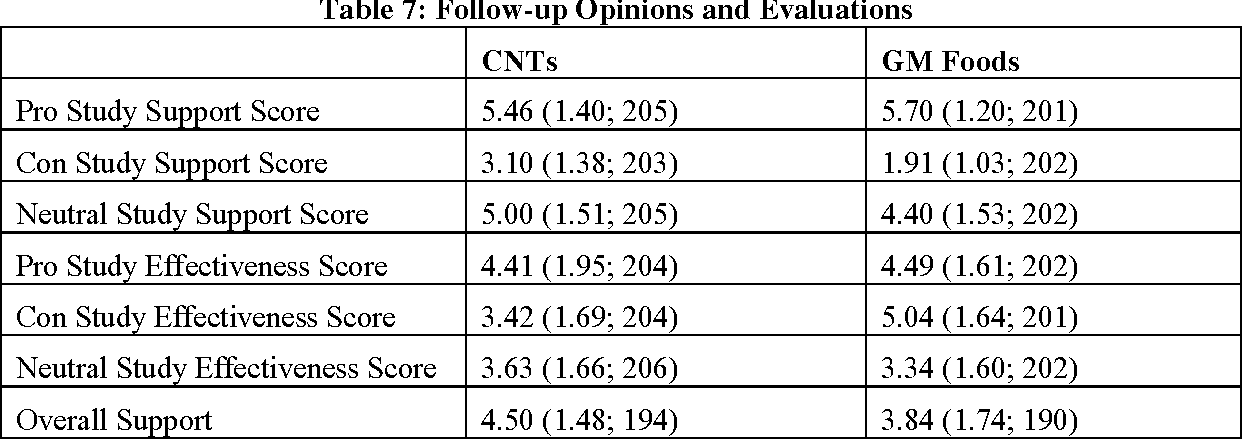 Table 7: Follow-up Opinions and Evaluations
CNTs GM Foods
Pro Study Support Score 5.46 (1.40; 205) 5.70 (1.20; 201)
Con Study Support Score 3.10 (1.38; 203) 1.91 (1.03; 202)
Neutral Study Support Score 5.00 (1.51; 205) 4.40 (1.53; 202)
Pro Study Effectiveness Score 4.41 (1.95; 204) 4.49 (1.61; 202)
Con Study Effectiveness Score 3.42 (1.69; 204) 5.04 (1.64; 201)
Neutral Study Effectiveness Score 3.63 (1.66; 206) 3.34 (1.60; 202)
Overall Support 4.50 (1.48; 194) 3.84 (1.74; 190)